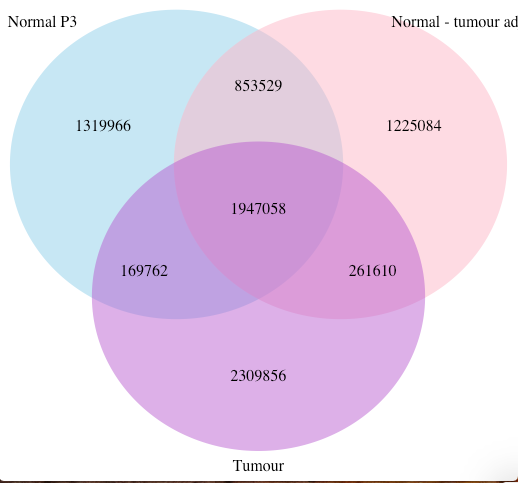 Normal P3
Normal - tumour ad
853529
1319966
1225084
1947058
169762
261610
2309856
Tumour